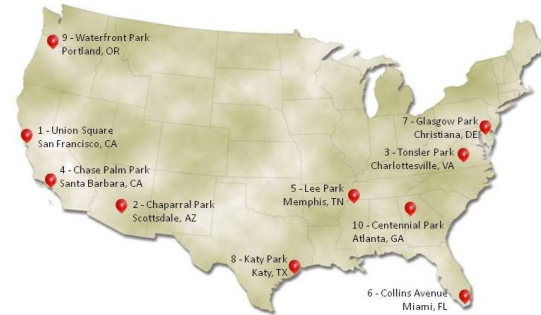 9 - Waterfront Park
Portland, OR
7 - Glasgow Park
Christiana, DE
1 - Union Square
San Francisco, CA
3 - Tonsler Park
Charlottesville, VA
4 - Chase Palm Park
Santa Barbara, CA
5 - Lee Park
Memphis, TN
2 - Chaparral Park
Scottsdale, AZ
10 - Centennial Park
Atlanta, GA
8 - Katy Park
Katy, TX
6 - Collins Avenue
Miami, FL